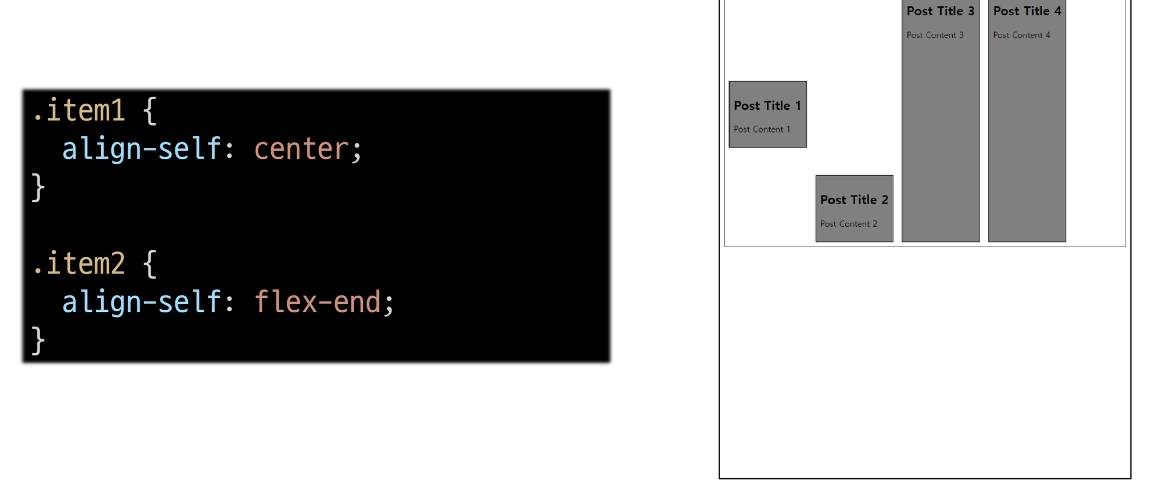 .item1 {
  align-self: center;
}
.item2 {
  align-self: flex-end;
}
Post Title 3
Post Title 4
Post Content 3
Post Content 4
Post Title 1
Post Content 1
Post Title 2
Post Content 2